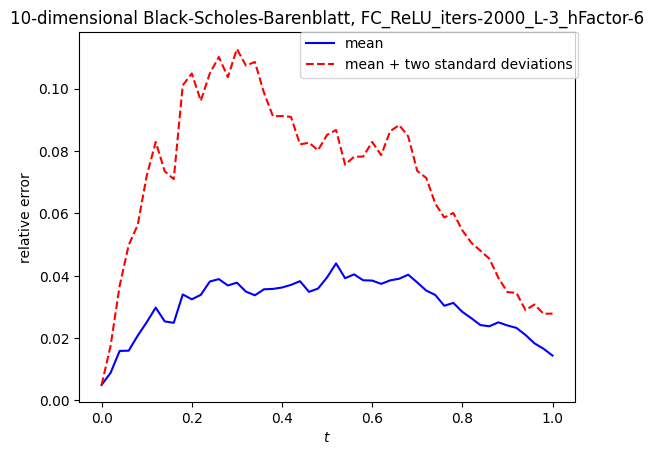 10-dimensional Black-Scholes-Barenblatt, FC_ReLU_iters-2000_L-3_hFactor-6
mean
mean + two standard deviations
relative error
0.10
0.08
0.06
0.04
0.02
0.00
0.0 0.2 0.4 0.6 0.8 1.0
t